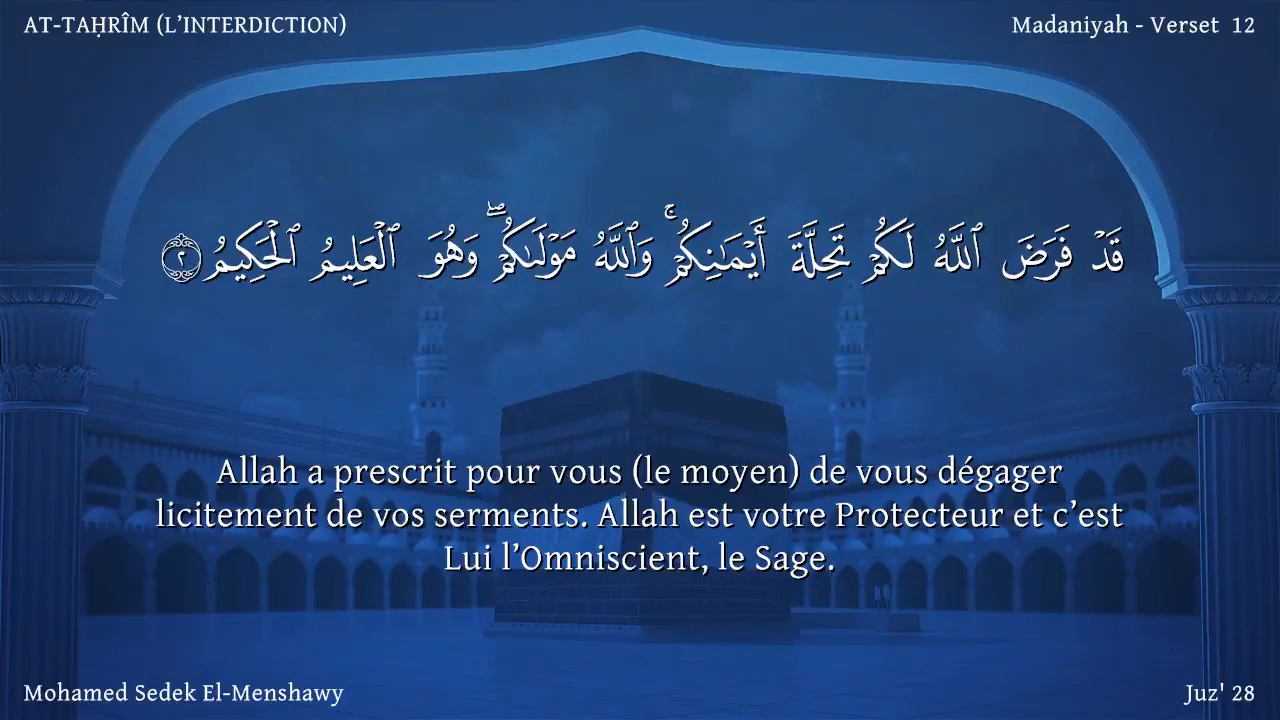 AT-TAḤRÎM (L’INTERDICTION)
Madaniyah - Verset 12
قَدْ فَرَضَ ٱللَّهُ لَكُمْ تَحِلَّةَ أَيْمَـٰنِكُمْ ۚ وَٱللَّهُ مَوْلَىٰكُمْ ۖ وَهُوَ ٱلْعَلِيمُ ٱلْحَكِيمُ ٢
Allah a prescrit pour vous (le moyen) de vous dégager
licitement de vos serments. Allah est votre Protecteur et c’est
Lui l’Omniscient, le Sage.
Mohamed Sedek El-Menshawy
Juz' 28